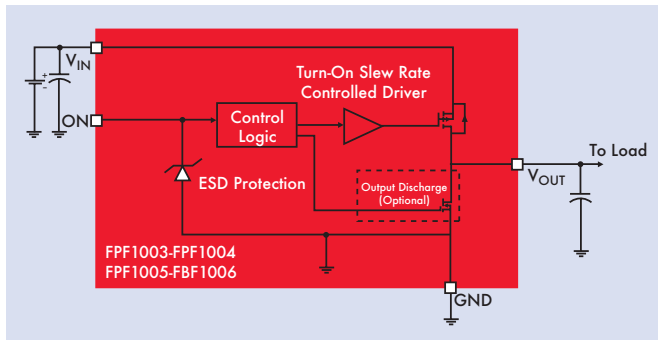 VIN
+
-
ON
Turn-On Slew Rate
Controlled Driver
Control
Logic
ESD Protection
Output Discharge
(Optional)
VOUT
To Load
FPF1003-FPF1004
FPF1005-FBF1006
GND